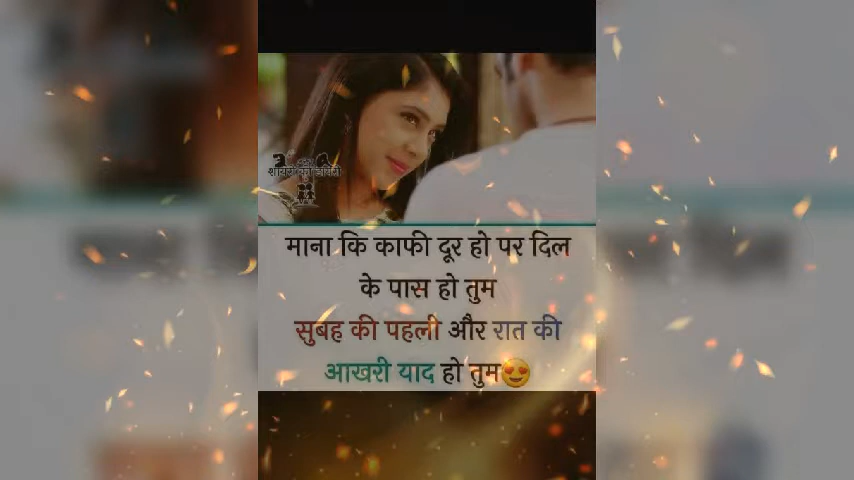 माना कि काफी दूर हो पर दिल
के पास हो तुम
सुबह की पहली और रात की
आखरी याद हो तुम😍